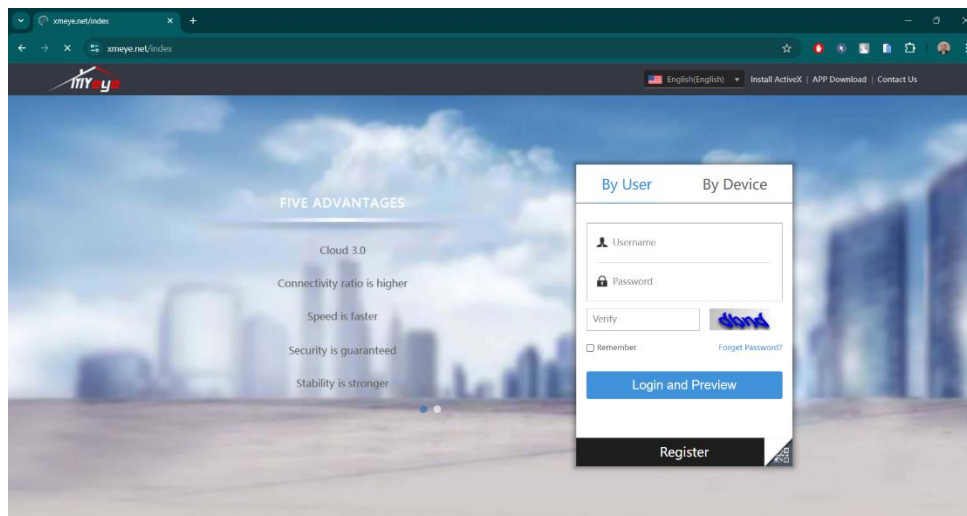 xmeye.net/index
xmeye.net/index
myeye
English(English) Install ActiveX | APP Download | Contact Us
By User By Device
FIVE ADVANTAGES
Cloud 3.0
Connectivity ratio is higher
Speed is faster
Security is guaranteed
Stability is stronger
Username
Password
Verify
Remember Forget Password?
Login and Preview
Register